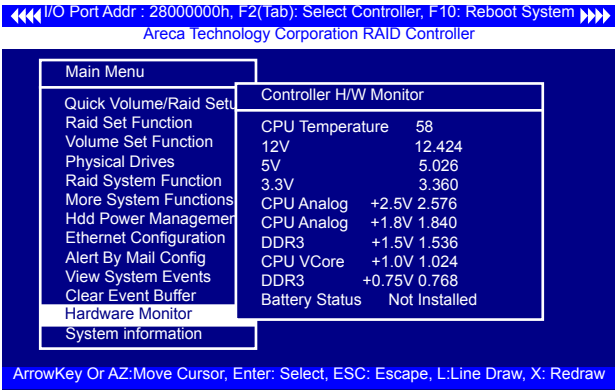 I/O Port Addr : 28000000h, F2(Tab): Select Controller, F10: Reboot System
Areca Technology Corporation RAID Controller
Main Menu
Quick Volume/Raid Setu
Raid Set Function
Volume Set Function
Physical Drives
Raid System Function
More System Functions
Hdd Power Managemen
Ethernet Configuration
Alert By Mail Config
View System Events
Clear Event Buffer
Hardware Monitor
System information
Controller H/W Monitor
CPU Temperature 58
12V 12.424
5V 5.026
3.3V 3.360
CPU Analog +2.5V 2.576
CPU Analog +1.8V 1.840
DDR3 +1.5V 1.536
CPU VCore +1.0V 1.024
DDR3 +0.75V 0.768
Battery Status Not Installed
ArrowKey Or AZ:Move Cursor, Enter: Select, ESC: Escape, L:Line Draw, X: Redraw